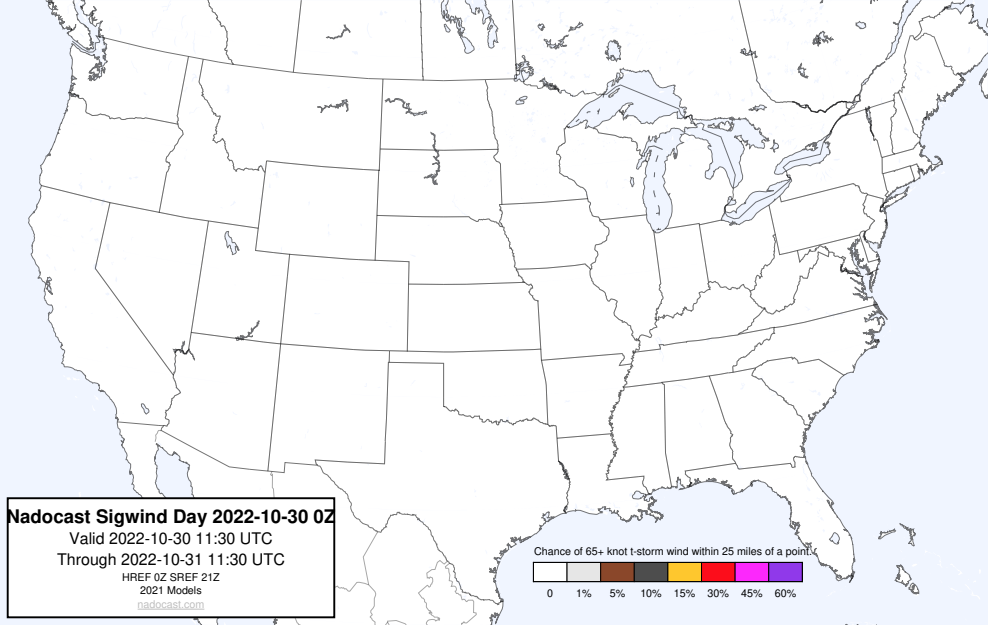 Nadocast Sigwind Day 2022-10-30 0Z
Valid 2022-10-30 11:30 UTC
Through 2022-10-31 11:30 UTC
HREF 0Z SREF 21Z
2021 Models
nadocast.com
Chance of 65+ knot t-storm wind within 25 miles of a point.
0 1% 5% 10% 15% 30% 45% 60%